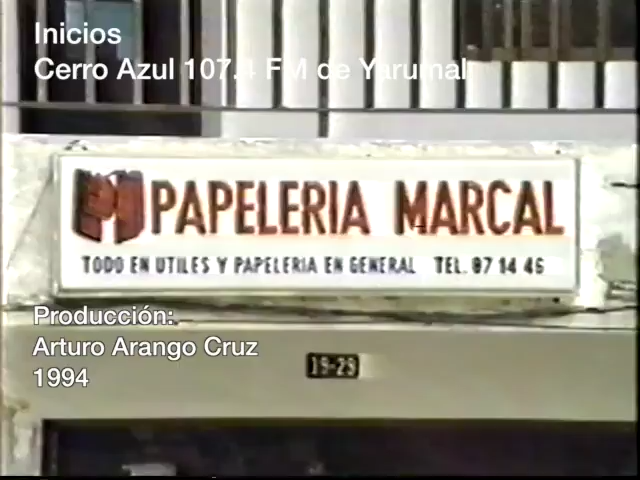 Inicios
Cerro Azul 107.4 FM de Yarumal
PAPELERIA MARCAL
TODO EN UTILES Y PAPELERIA EN GENERAL TEL. 87 14 46
Producción:
Arturo Arango Cruz
1994
19-29